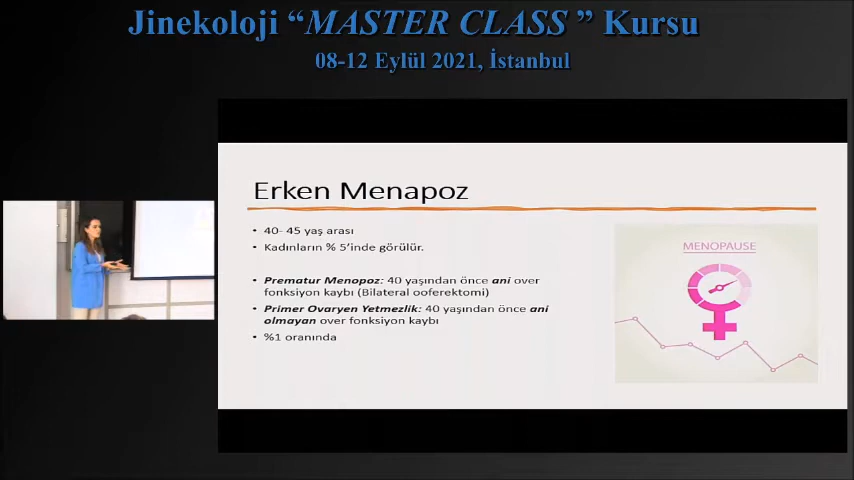 Jinekoloji “MASTER CLASS ” Kursu
08-12 Eylül 2021, İstanbul
Erken Menapoz
• 40- 45 yaş arası
• Kadınların % 5’inde görülür.
• Prematur Menopoz: 40 yaşından önce ani over
fonksiyon kaybı (Bilateral ooferektomi)
• Primer Ovaryen Yetmezlik: 40 yaşından önce ani
olmayan over fonksiyon kaybı
• %1 oranında
MENOPAUSE